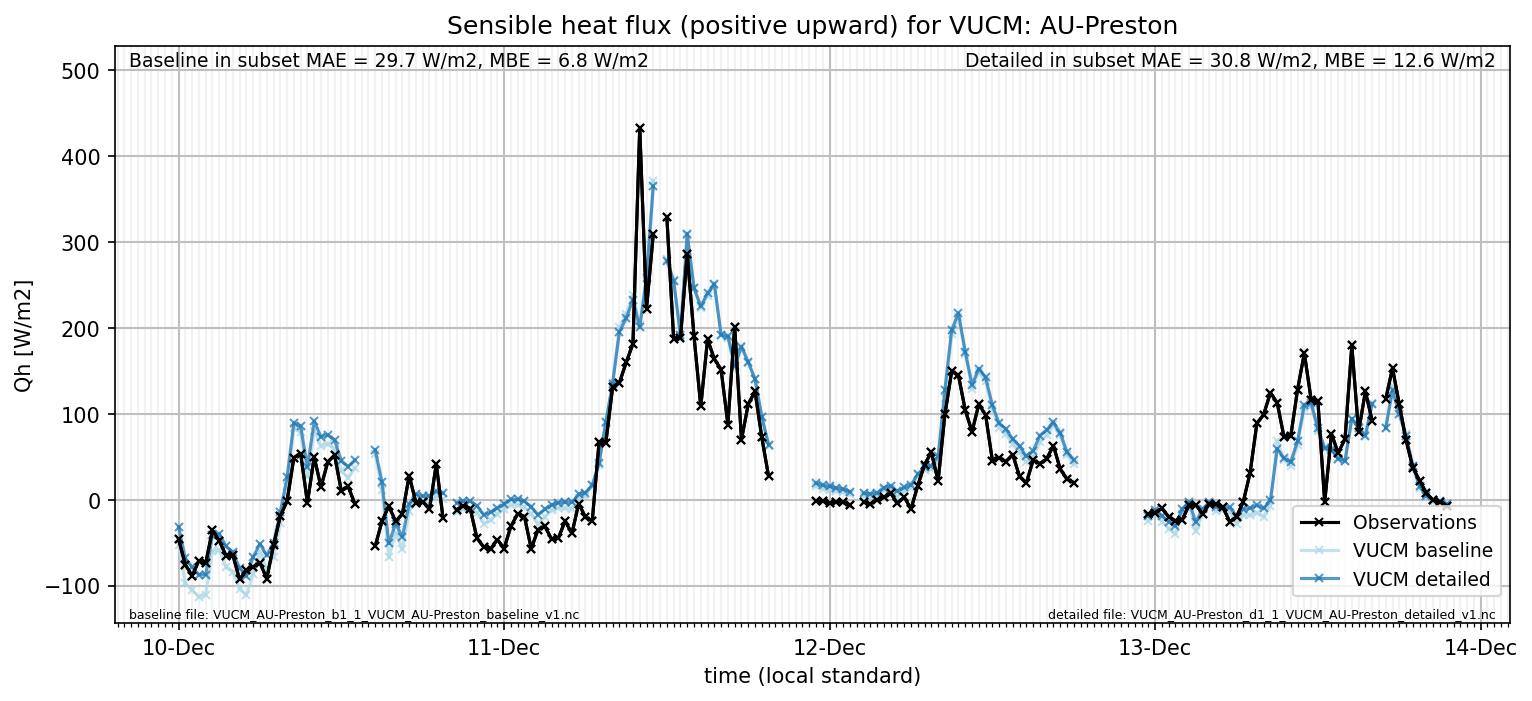 Sensible heat flux (positive upward) for VUCM: AU-Preston
Baseline in subset MAE = 29.7 W/m2, MBE = 6.8 W/m2
Detailed in subset MAE = 30.8 W/m2, MBE = 12.6 W/m2
500
400
300
200
100
0
−100
Qh [W/m2]
Observations
VUCM baseline
VUCM detailed
baseline file: VUCM_AU-Preston_b1_1_VUCM_AU-Preston_baseline_v1.nc
detailed file: VUCM_AU-Preston_d1_1_VUCM_AU-Preston_detailed_v1.nc
10-Dec
11-Dec
12-Dec
13-Dec
14-Dec
time (local standard)